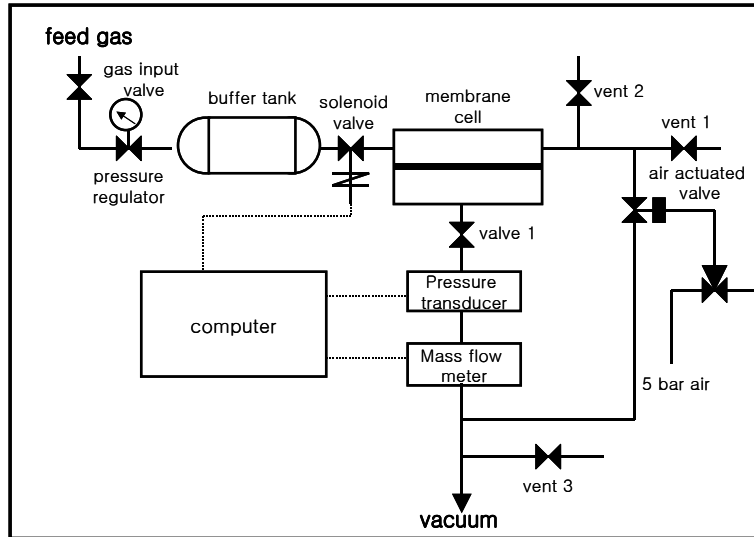 feed gas
gas input
valve
buffer tank
solenoid
valve
membrane
cell
vent 2
vent 1
pressure
regulator
air actuated
valve
valve 1
Pressure
transducer
computer
Mass flow
meter
5 bar air
vent 3
vacuum